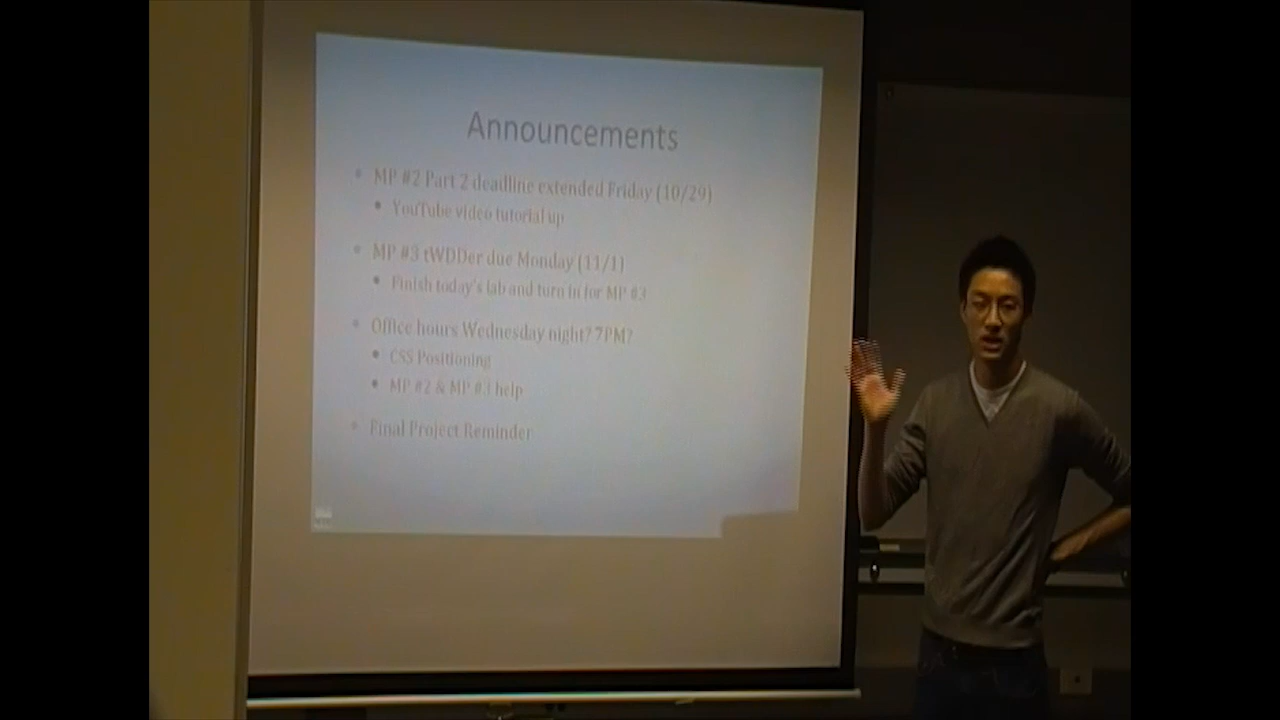 Announcements
MP #2 Part 2 deadline extended Friday (10/29)
YouTube video tutorial up
MP #3 tWDDer due Monday (11/1)
Finish today's lab and turn in for MP #3
Office hours Wednesday night? 7PM?
CSS Positioning
MP #2 & MP #3 help
Final Project Reminder